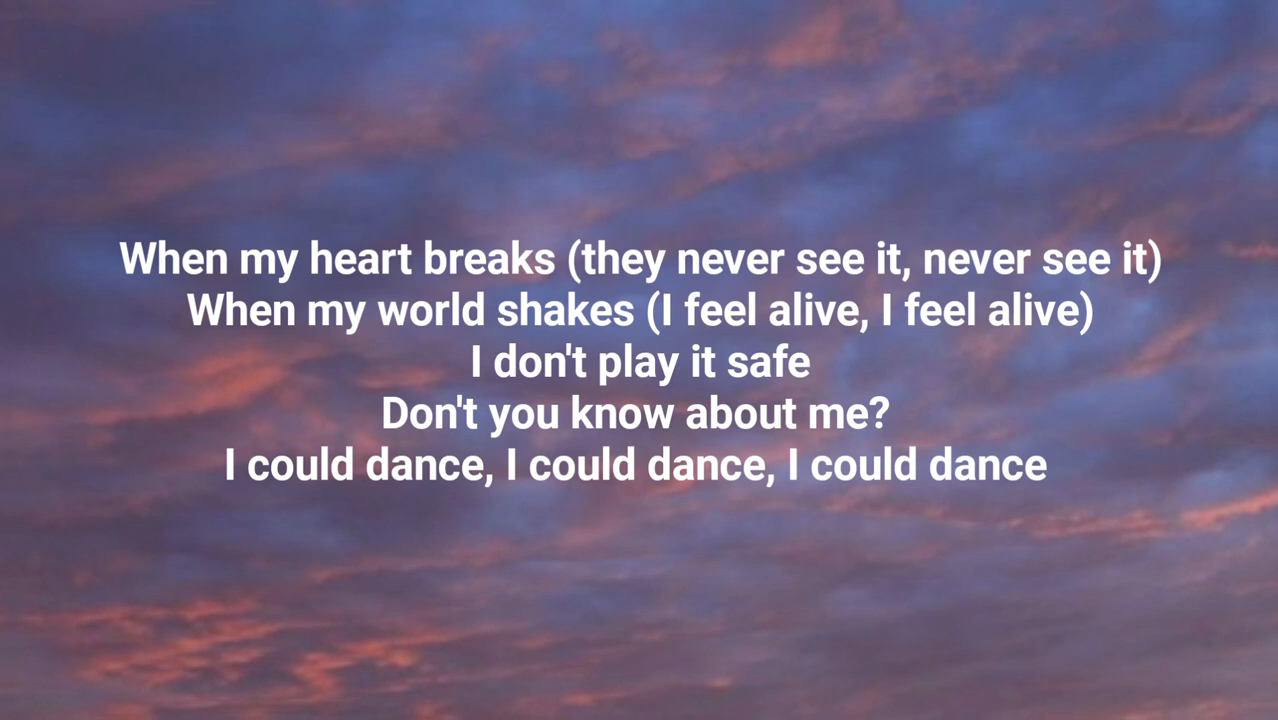 When my heart breaks (they never see it, never see it)
When my world shakes (I feel alive, I feel alive)
I don't play it safe
Don't you know about me?
I could dance, I could dance, I could dance